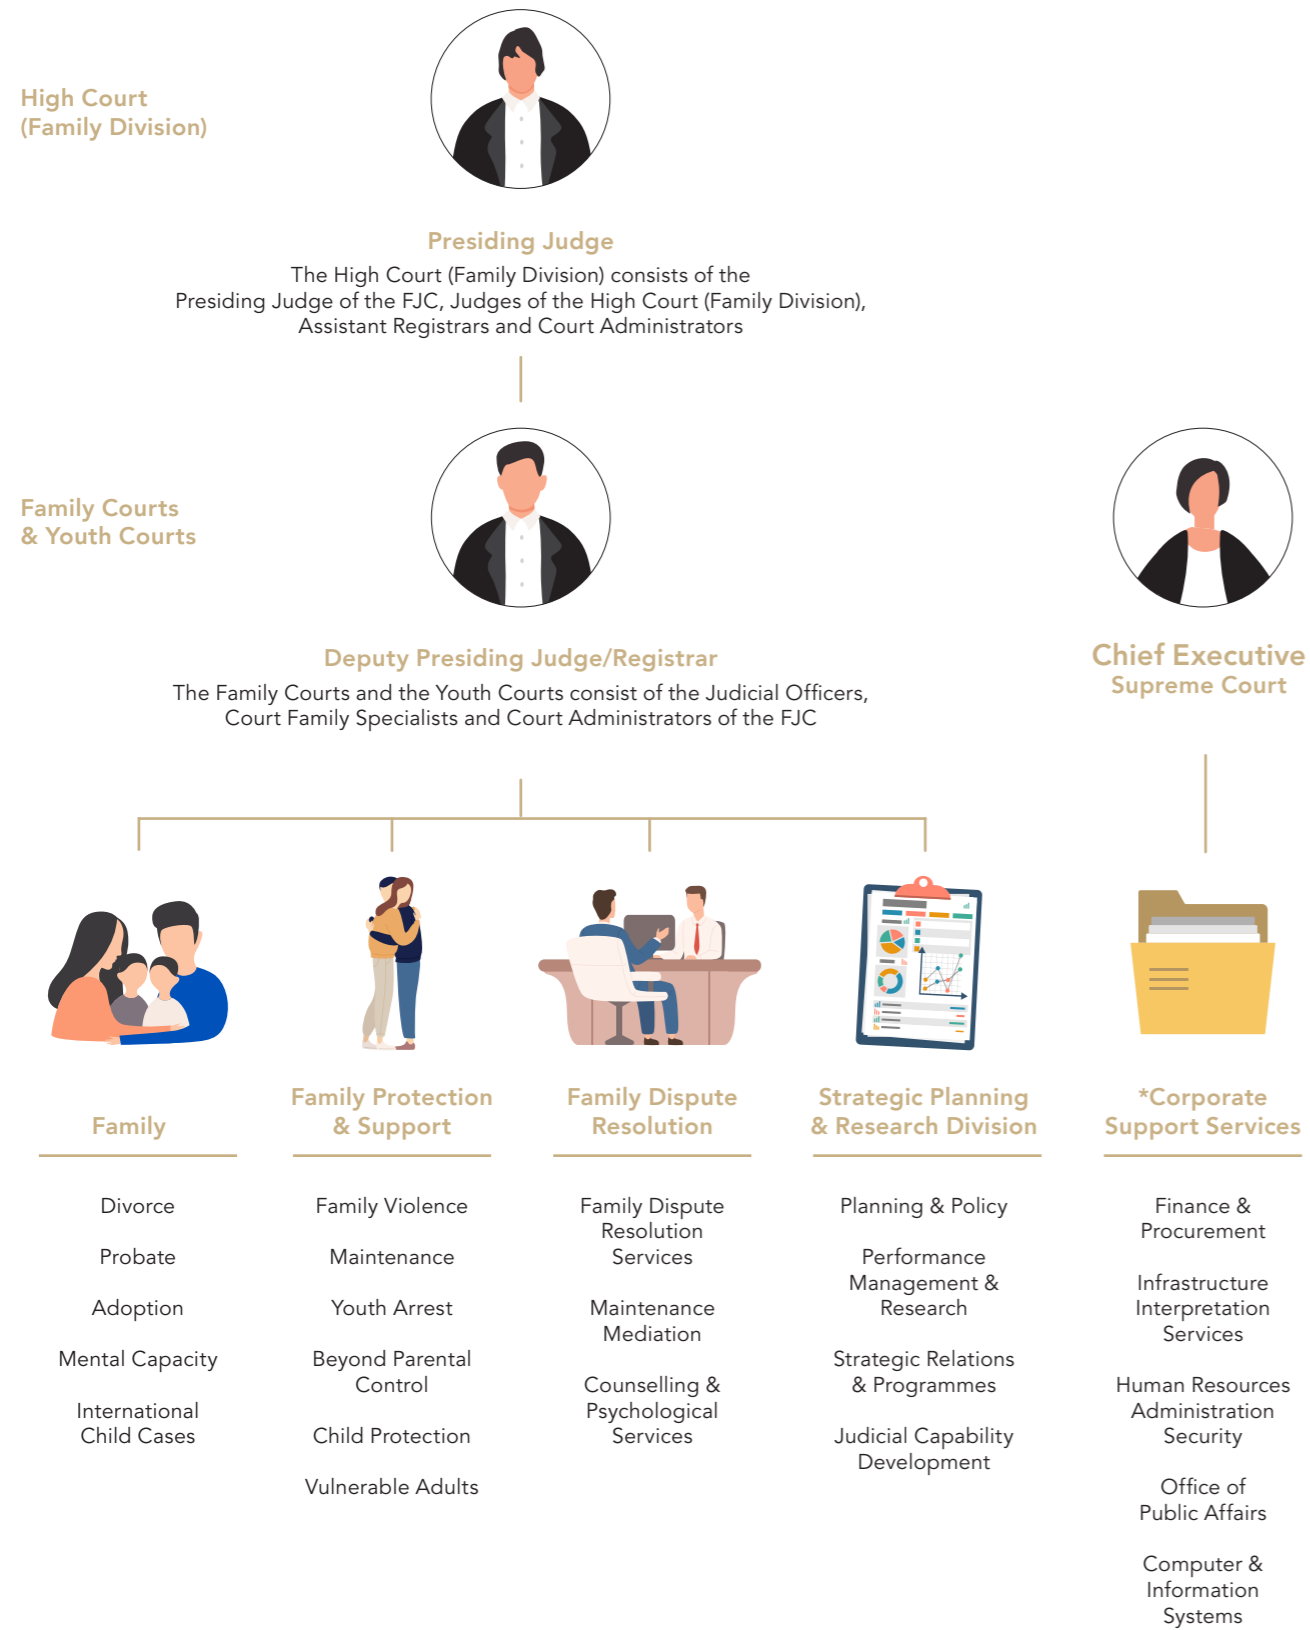 High Court
(Family Division)
Presiding Judge
The High Court (Family Division) consists of the
Presiding Judge of the FJC, Judges of the High Court (Family Division),
Assistant Registrars and Court Administrators
Family Courts
& Youth Courts
Deputy Presiding Judge/Registrar
The Family Courts and the Youth Courts consist of the Judicial Officers,
Court Family Specialists and Court Administrators of the FJC
Chief Executive
Supreme Court
Family
Divorce
Probate
Adoption
Mental Capacity
International
Child Cases
Family Protection
& Support
Family Violence
Maintenance
Youth Arrest
Beyond Parental
Control
Child Protection
Vulnerable Adults
Family Dispute
Resolution
Family Dispute
Resolution
Services
Maintenance
Mediation
Counselling &
Psychological
Services
Strategic Planning
& Research Division
Planning & Policy
Performance
Management &
Research
Strategic Relations
& Programmes
Judicial Capability
Development
*Corporate
Support Services
Finance &
Procurement
Infrastructure
Interpretation
Services
Human Resources
Administration
Security
Office of
Public Affairs
Computer &
Information
Systems